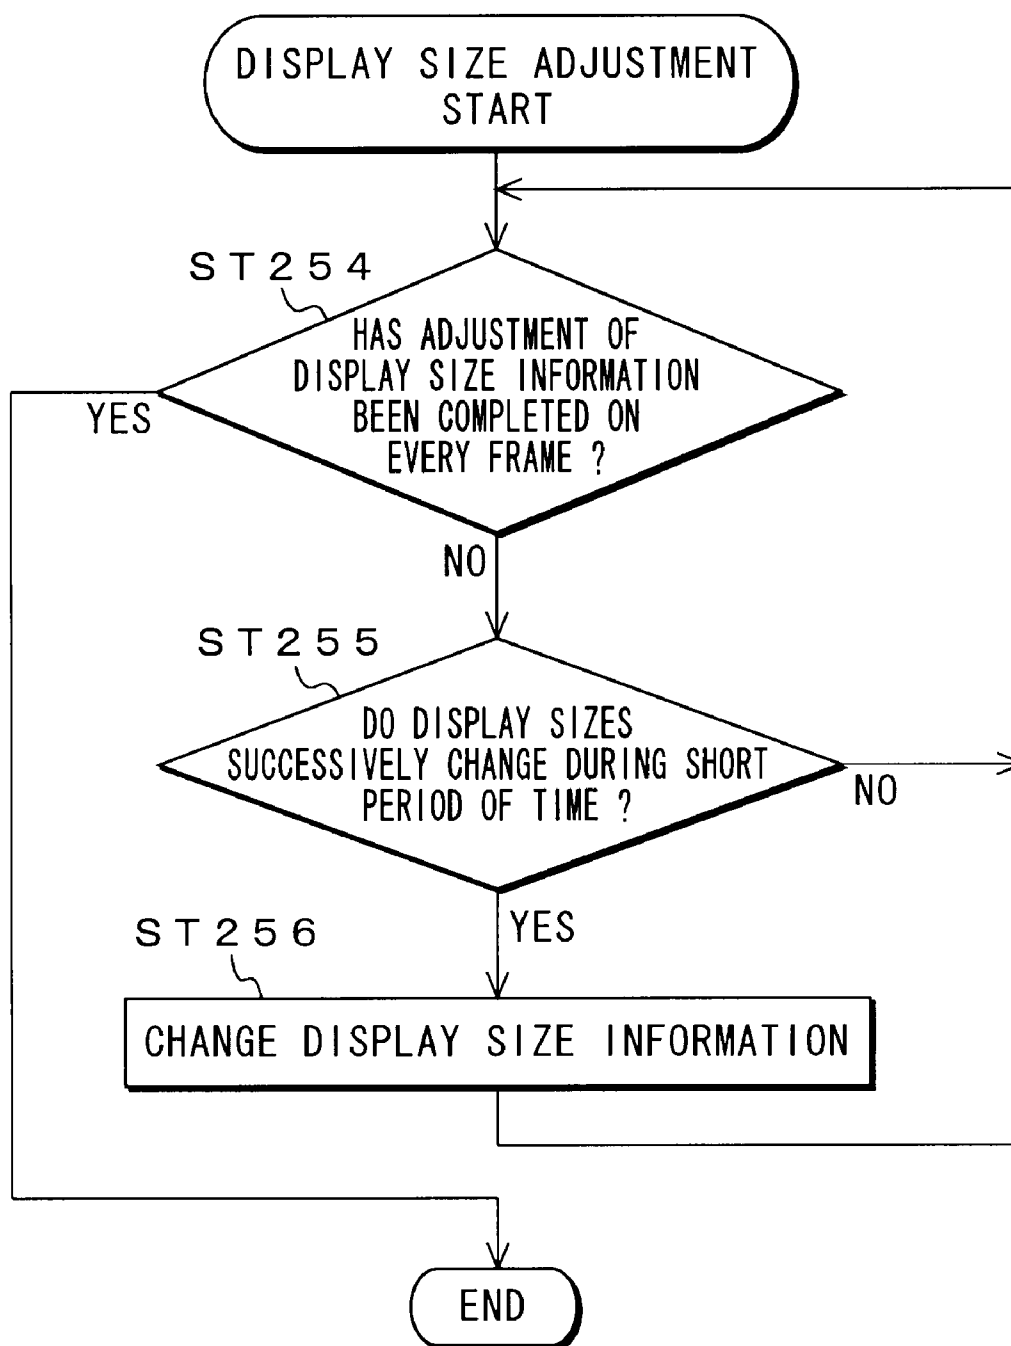 DISPLAY SIZE ADJUSTMENT
START
ST254
HAS ADJUSTMENT OF
DISPLAY SIZE INFORMATION
BEEN COMPLETED ON
EVERY FRAME ?
YES
NO
ST255
DO DISPLAY SIZES
SUCCESSIVELY CHANGE DURING SHORT
PERIOD OF TIME ?
NO
YES
ST256
CHANGE DISPLAY SIZE INFORMATION
END